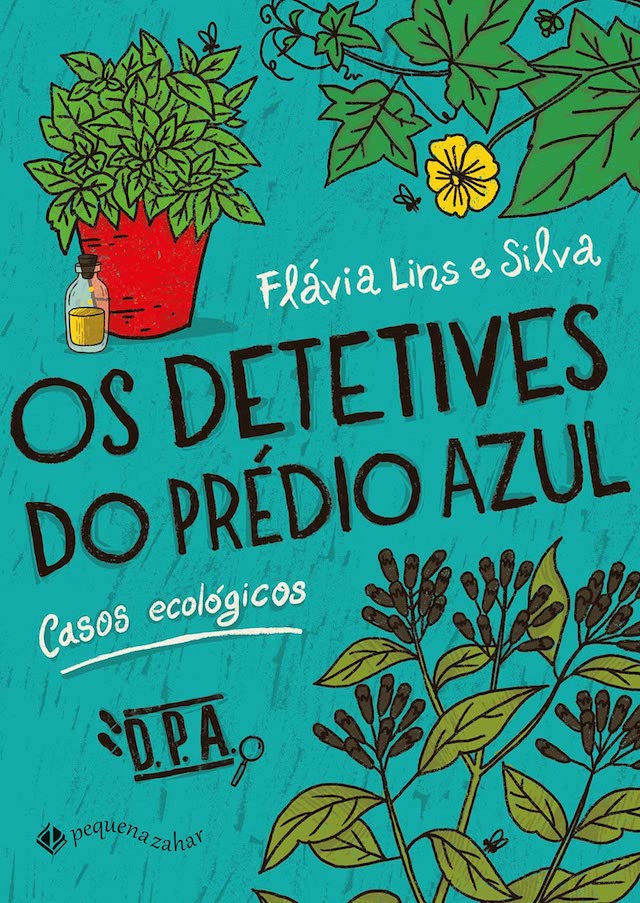 Flávia Lins e Silva
OS DETETIVES
DO PRÉDIO AZUL
Casos ecológicos
D.P.A.
pequenazahar